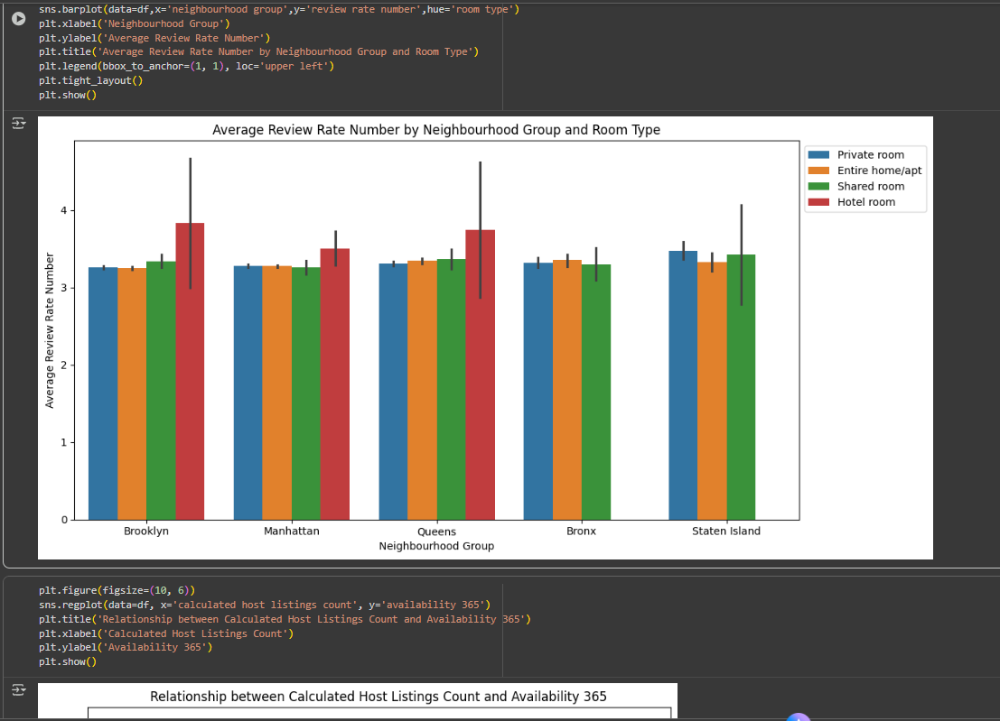 sns.barplot(data=df,x='neighbourhood group',y='review rate number',hue='room type')
plt.xlabel('Neighbourhood Group')
plt.ylabel('Average Review Rate Number')
plt.title('Average Review Rate Number by Neighbourhood Group and Room Type')
plt.legend(bbox_to_anchor=(1, 1), loc='upper left')
plt.tight_layout()
plt.show()
Average Review Rate Number by Neighbourhood Group and Room Type
Private room
Entire home/apt
Shared room
Hotel room
Average Review Rate Number
4
3
2
1
0
Brooklyn Manhattan Queens Bronx Staten Island
Neighbourhood Group
plt.figure(figsize=(10, 6))
sns.regplot(data=df, x='calculated host listings count', y='availability 365')
plt.title('Relationship between Calculated Host Listings Count and Availability 365')
plt.xlabel('Calculated Host Listings Count')
plt.ylabel('Availability 365')
plt.show()
Relationship between Calculated Host Listings Count and Availability 365